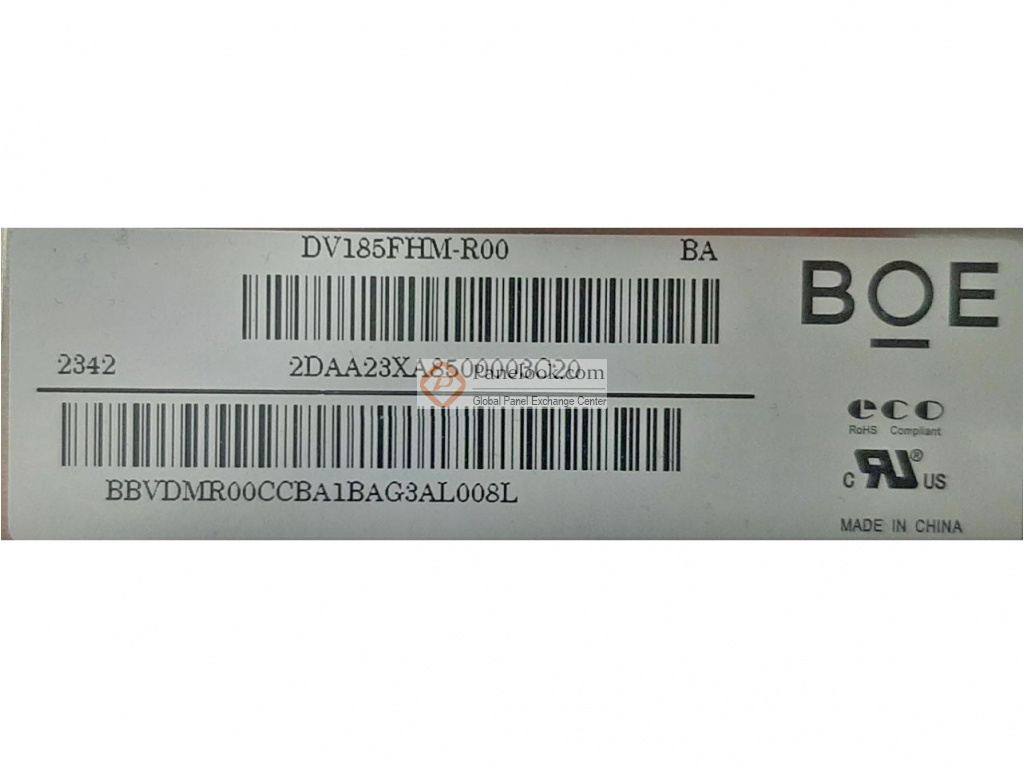 DV185FHM-R00 BA
BOE
2342
Panelook.com
Global Panel Exchange Center
eco
RoHS Compliant
BBVDMR00CCBA1BAG3AL008L
C RU ® US
MADE IN CHINA